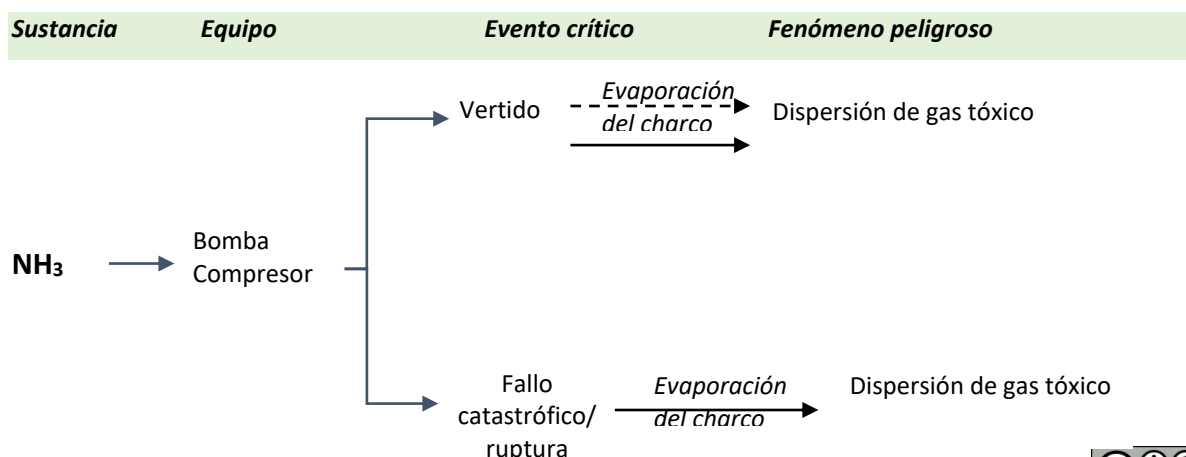 Sustancia Equipo Evento crítico Fenómeno peligroso
Vertido
Evaporación
del charco
Dispersión de gas tóxico
NH₃
Bomba
Compresor
Fallo
catastrófico/
ruptura
Evaporación
del charco
Dispersión de gas tóxico